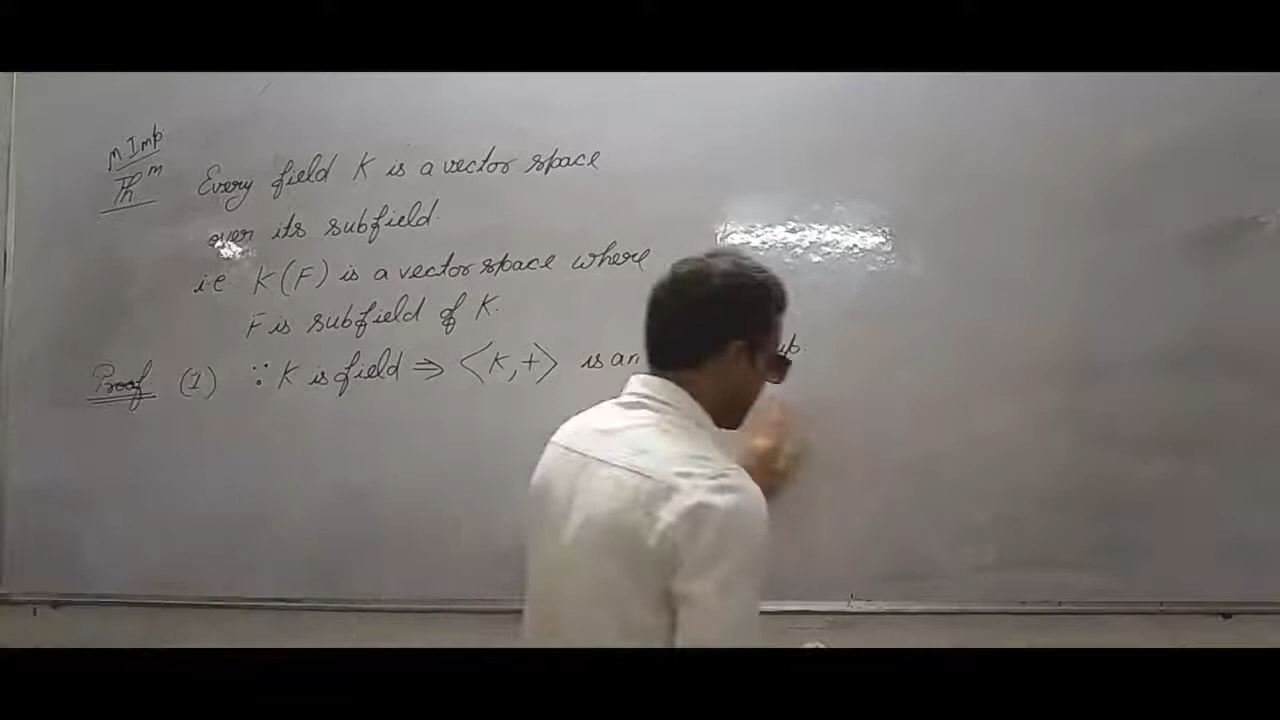 m Imp
Thm Every field K is a vector space
over its subfield.
i.e. K(F) is a vector space where
F is subfield of K.
Proof (1) ∵ K is field ⇒ <K, +> is an